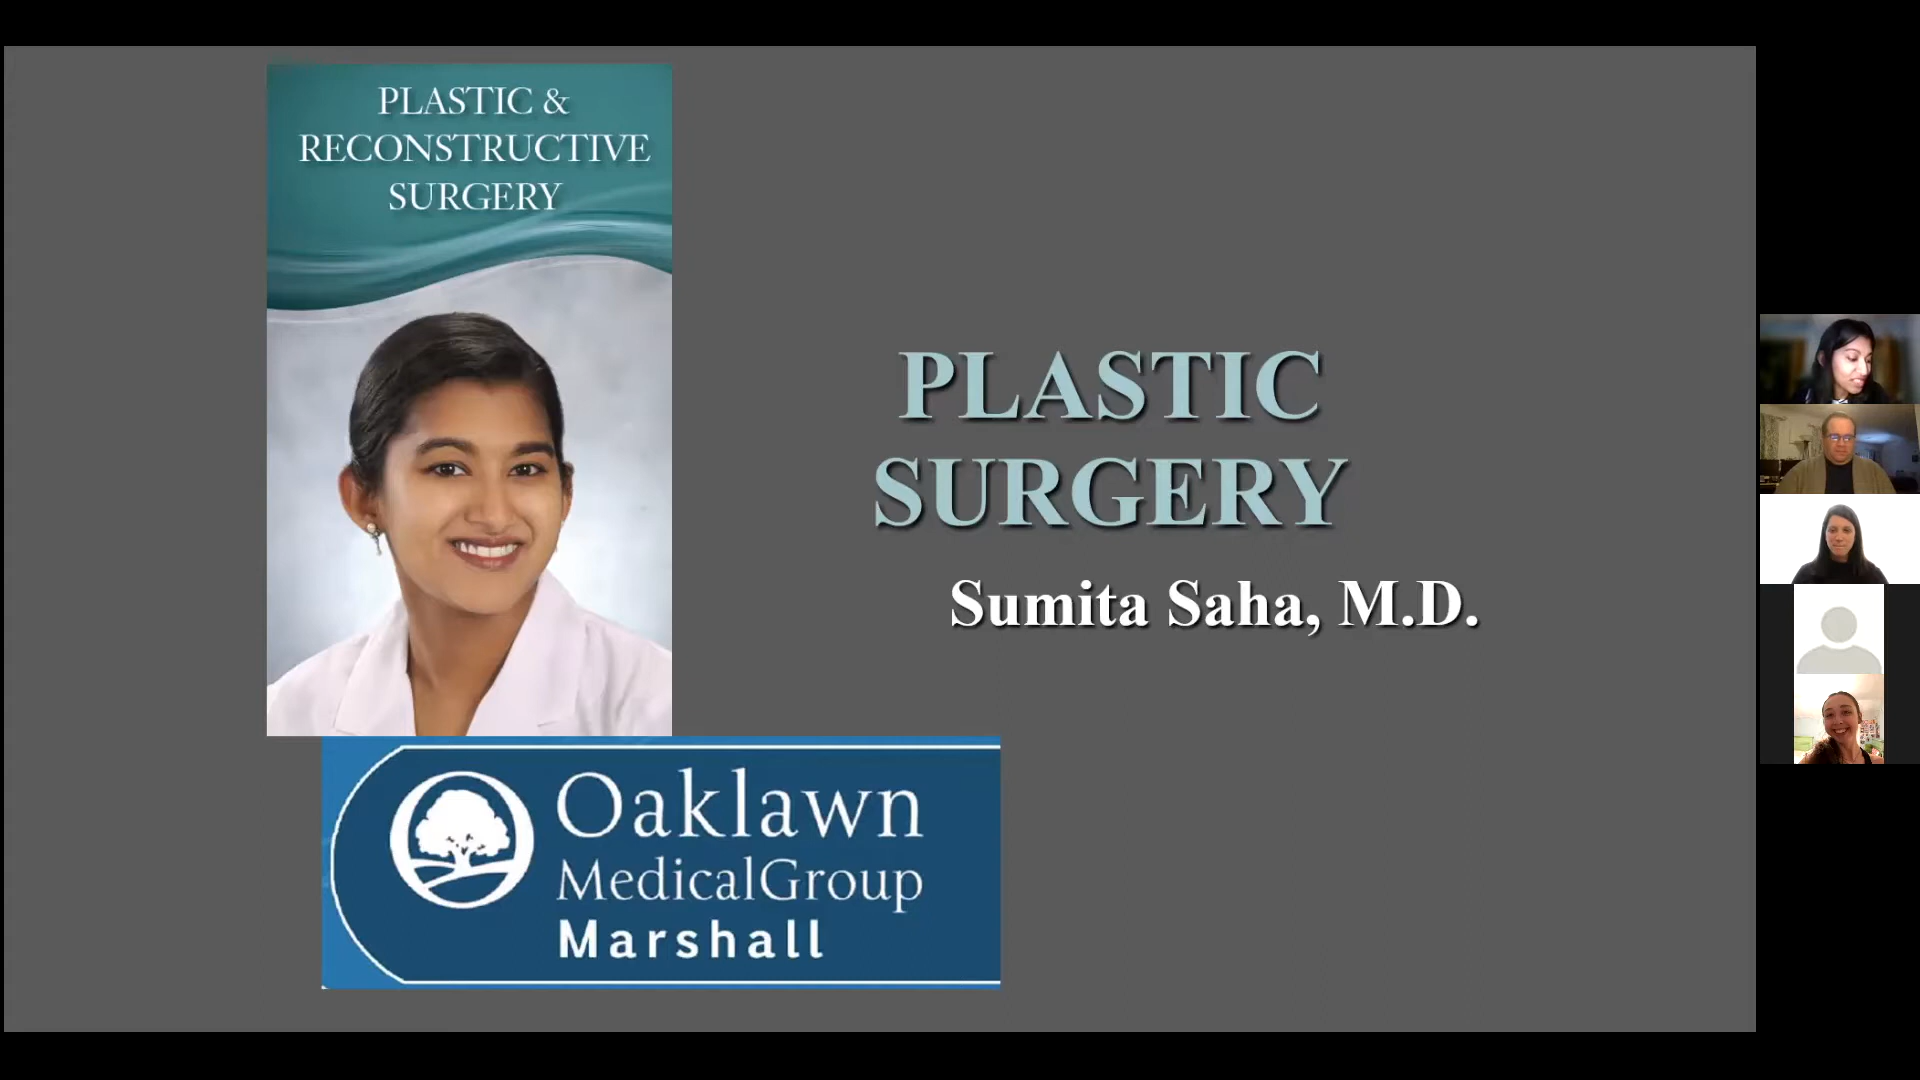 PLASTIC &
RECONSTRUCTIVE
SURGERY
PLASTIC
SURGERY
Sumita Saha, M.D.
Oaklawn
MedicalGroup
Marshall